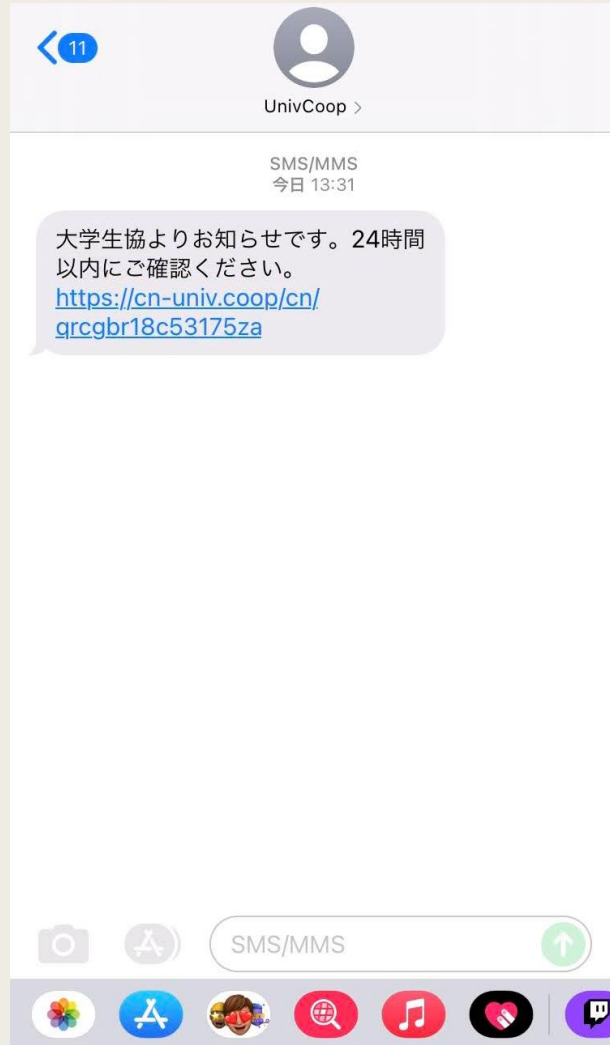 11
UnivCoop >
SMS/MMS
今日 13:31
大学生協よりお知らせです。24時間
以内にご確認ください。
https://cn-univ.coop/cn/
qrcgbr18c53175za
SMS/MMS